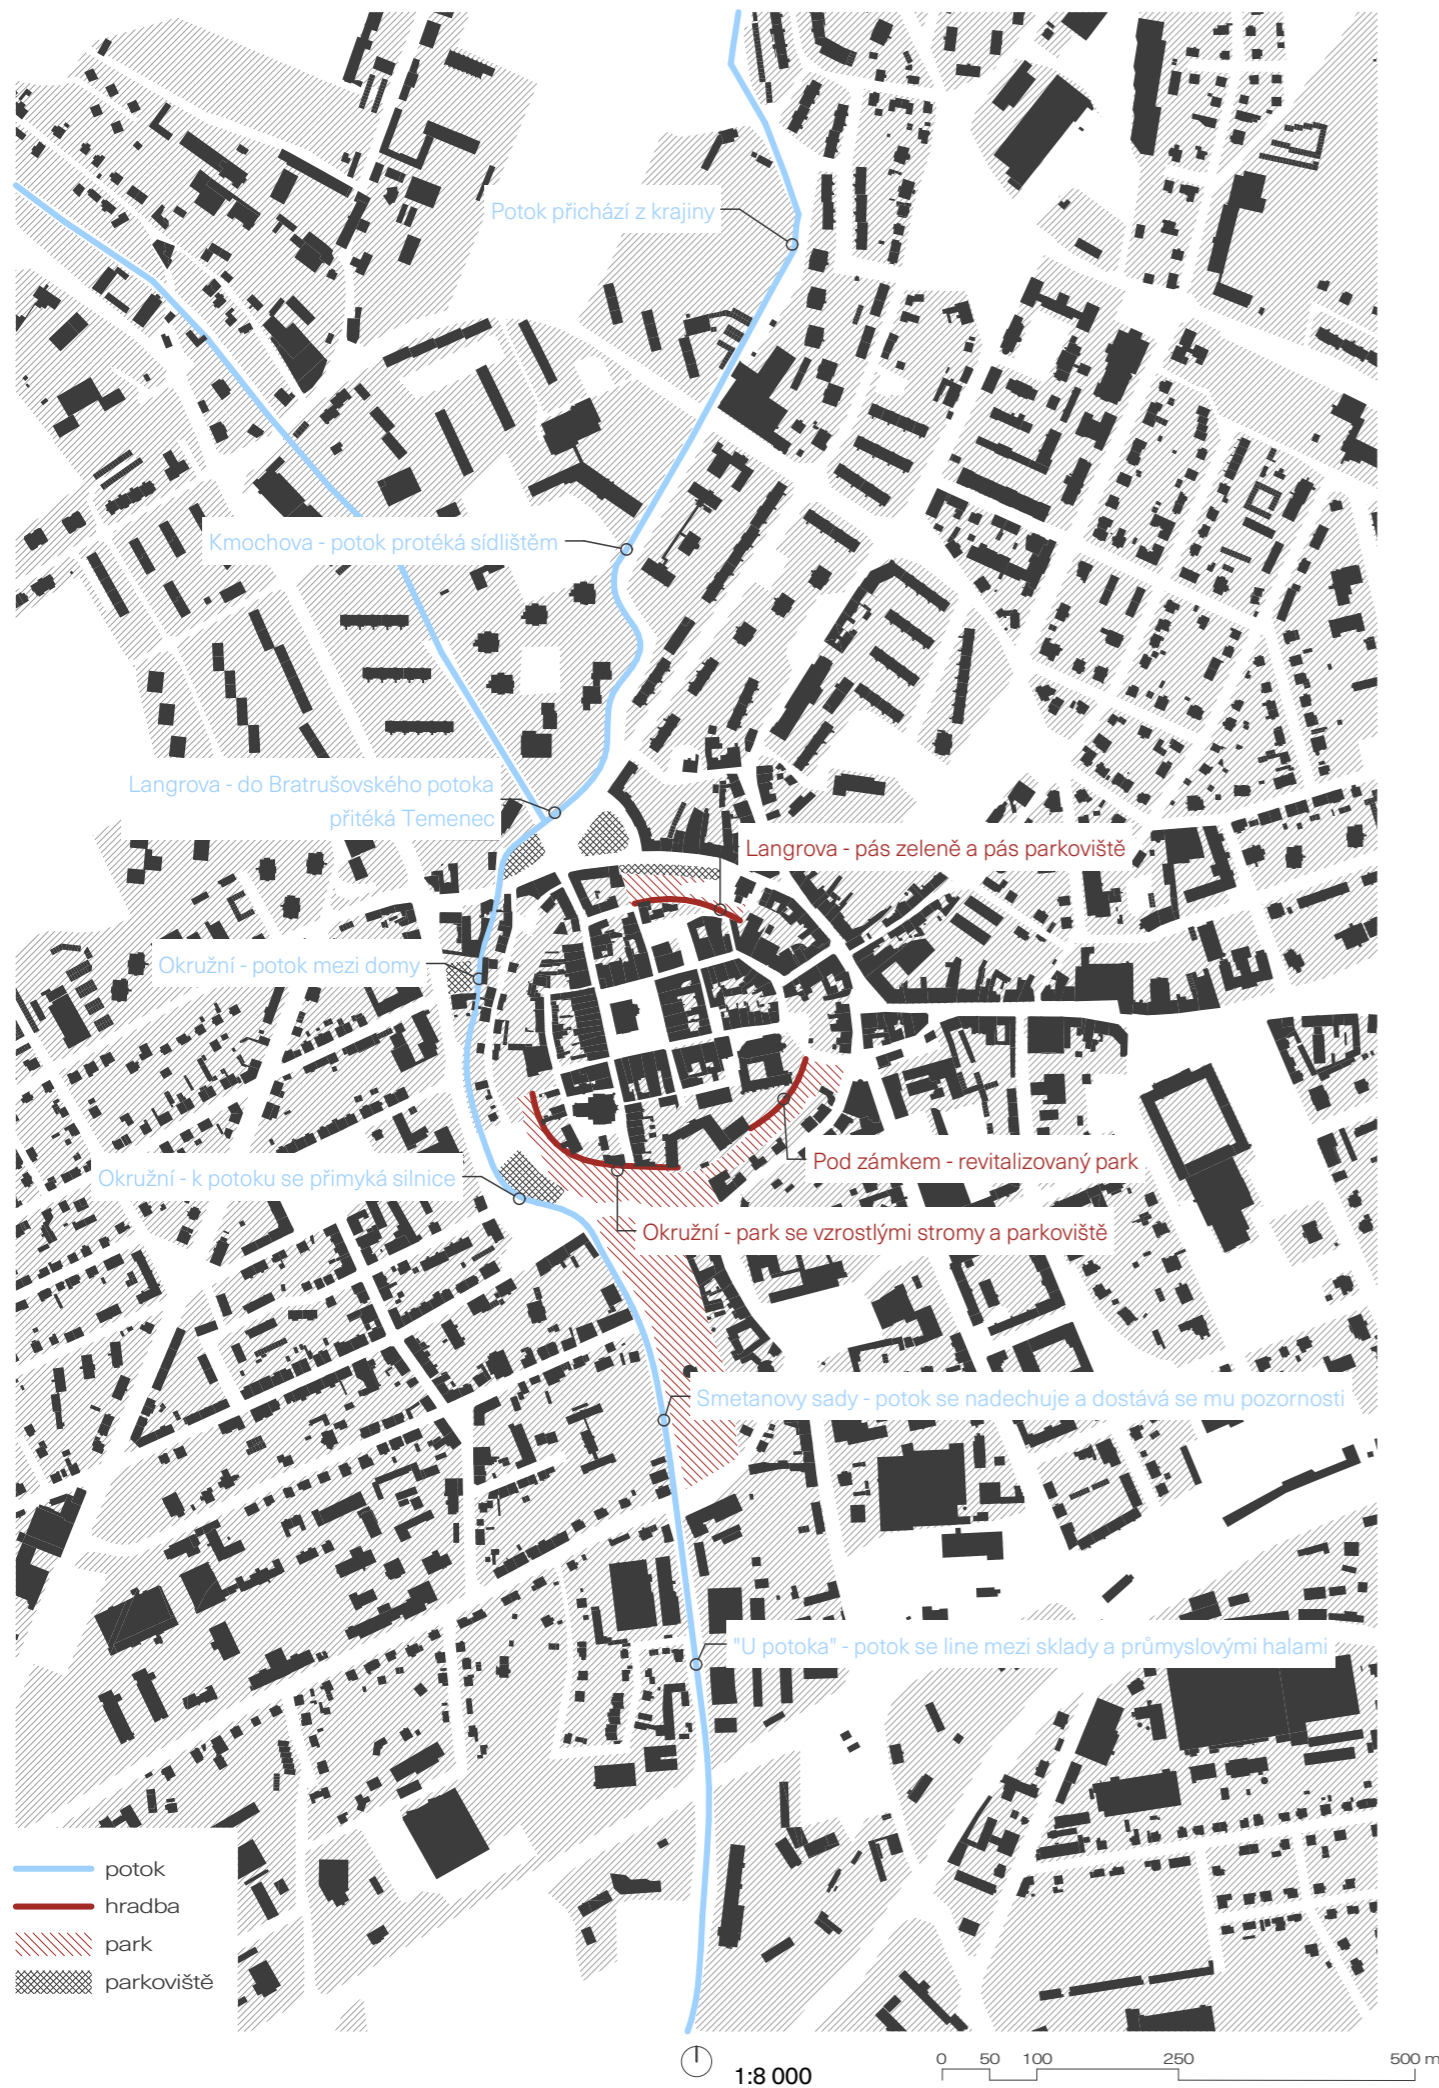 Potok přichází z krajiny
Kmochova - potok protéká sídlištěm
Langrova - do Bratrušovského potoka
přitéká Temenec
Langrova - pás zeleně a pás parkoviště
Okružní - potok mezi domy
Pod zámkem - revitalizovaný park
Okružní - k potoku se přimyká silnice
Okružní - park se vzrostlými stromy a parkoviště
Smetanovy sady - potok se nadechuje a dostává se mu pozornosti
"U potoka" - potok se line mezi sklady a průmyslovými halami
potok
hradba
park
parkoviště
1:8 000
0 50 100 250 500 m